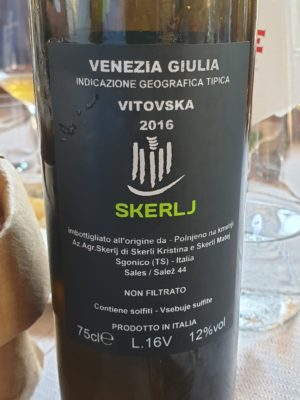 VENEZIA GIULIA
INDICAZIONE GEOGRAFICA TIPICA
VITOVSKA
2016
SKERLJ
imbottigliato all'origine da - Polnjeno na kmetiji
Az.Agr.Skerlj di Skerlj Kristina e Skerlj Matej
Sgonico (TS) - Italia
Sales / Salež 44
NON FILTRATO
Contiene solfiti - Vsebuje sulfite
PRODOTTO IN ITALIA
75cle L.16V 12%vol